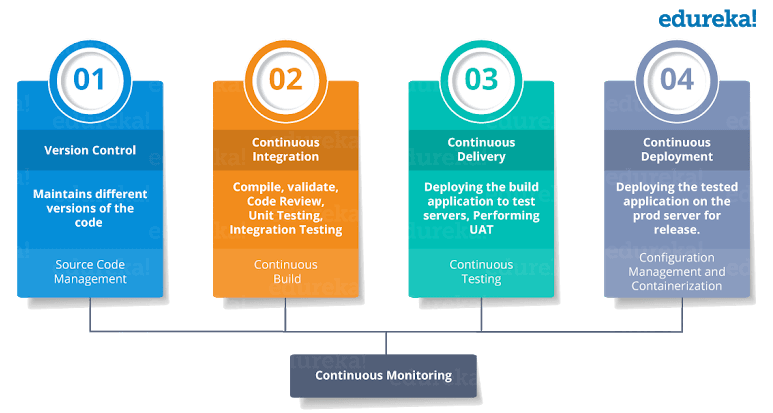 edureka!
01
Version Control
Maintains different
versions of the
code
Source Code
Management
02
Continuous
Integration
Compile, validate,
Code Review,
Unit Testing,
Integration Testing
Continuous
Build
03
Continuous
Delivery
Deploying the build
application to test
servers, Performing
UAT
Continuous
Testing
04
Continuous
Deployment
Deploying the tested
application on the
prod server for
release.
Configuration
Management and
Containerization
Continuous Monitoring